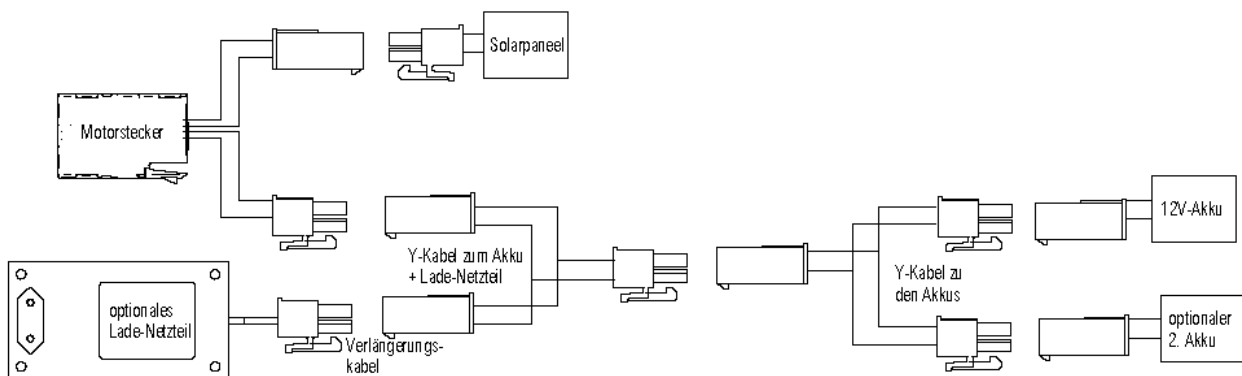 Solarpaneel
Motorstecker
12V-Akku
Y-Kabel zum Akku
+ Lade-Netzteil
Y-Kabel zu
den Akkus
optionales
Lade-Netzteil
optionaler
2. Akku
Verlängerungs-
kabel